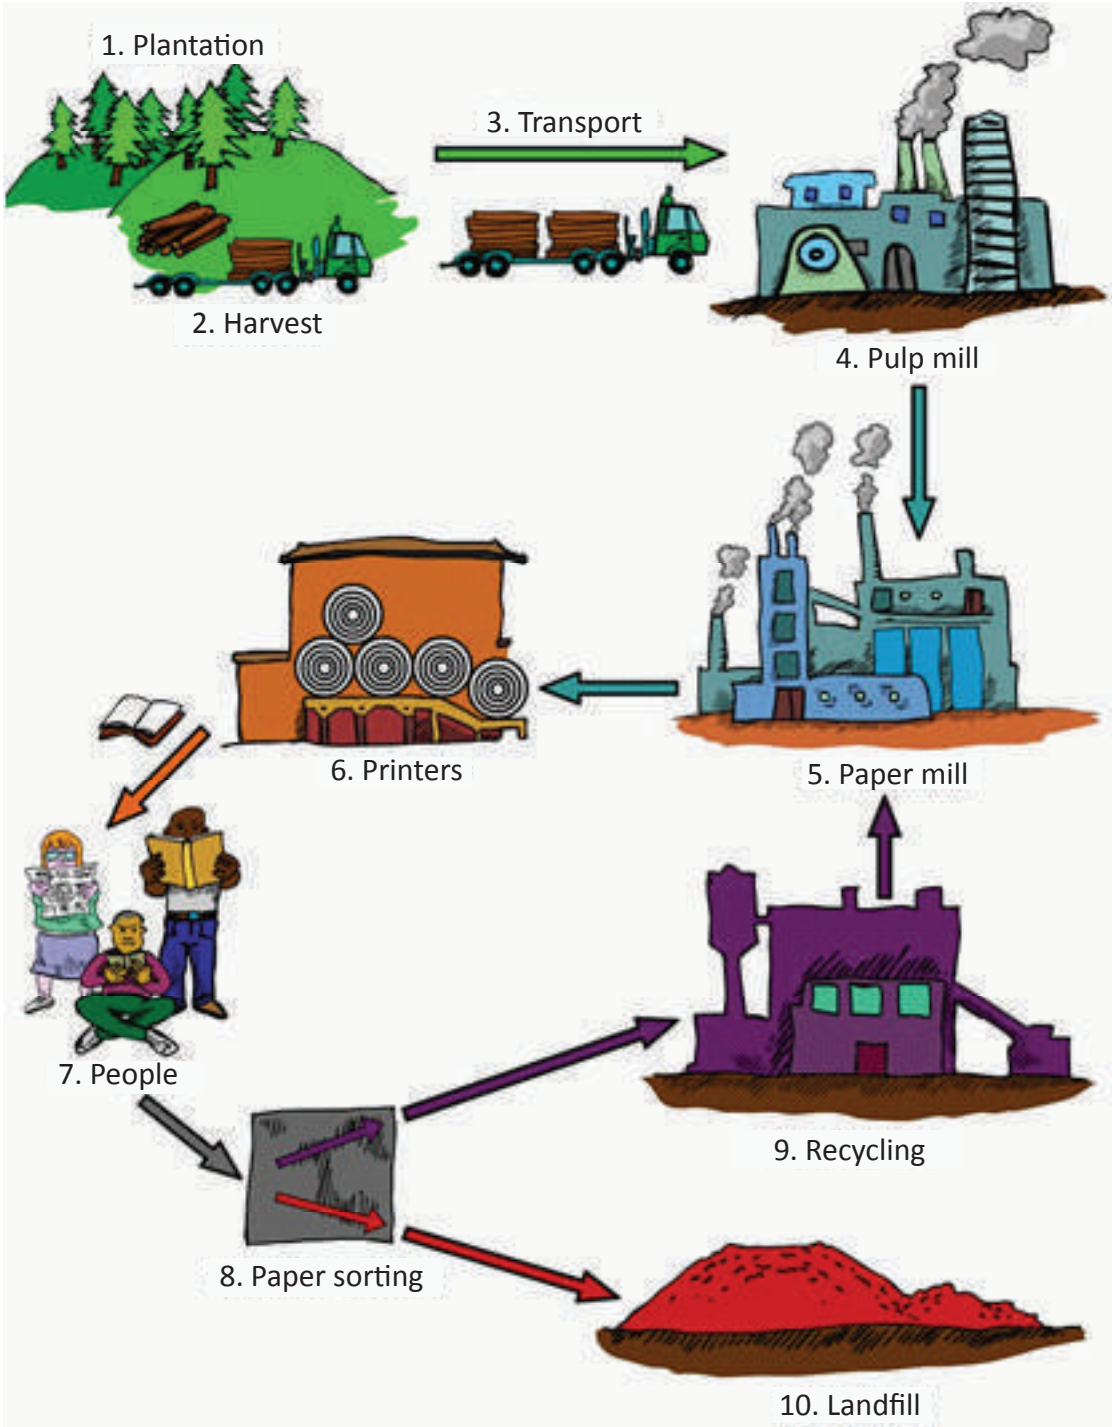 1. Plantation
2. Harvest
3. Transport
4. Pulp mill
5. Paper mill
6. Printers
7. People
8. Paper sorting
9. Recycling
10. Landfill